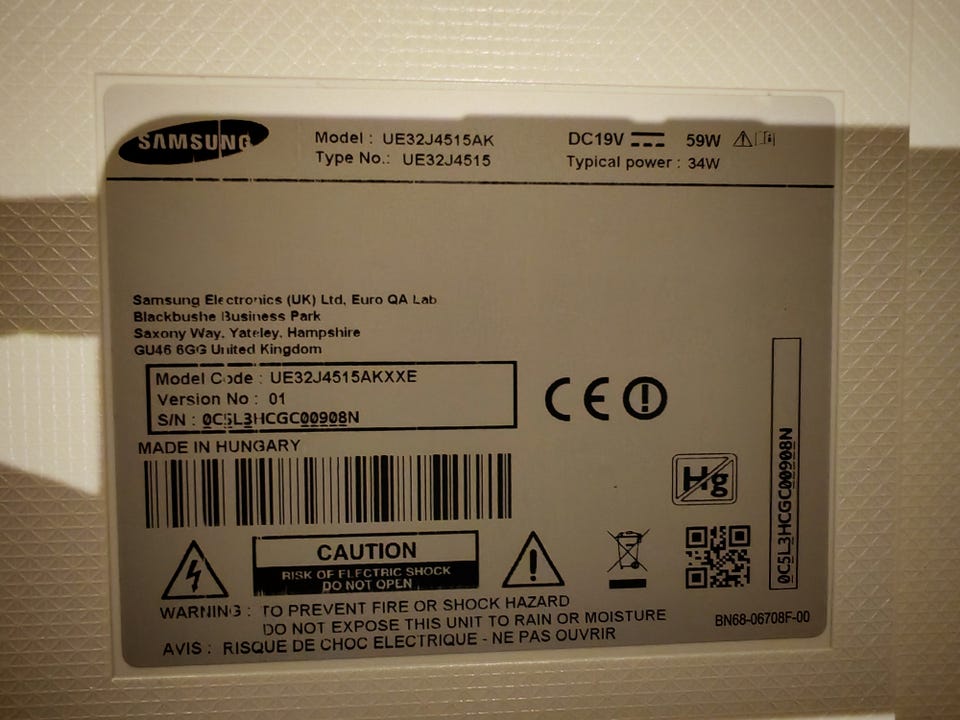 SAMSUNG
Model : UE32J4515AK
Type No.: UE32J4515
DC19V 59W
Typical power : 34W
Samsung Electronics (UK) Ltd, Euro QA Lab
Blackbushe Business Park
Saxony Way, Yateley, Hampshire
GU46 6GG United Kingdom
Model Code : UE32J4515AKXXE
Version No : 01
S/N : 0C5L3HCGC00908N
MADE IN HUNGARY
CE
Hg
0C5L3HCGC00908N
CAUTION
RISK OF ELECTRIC SHOCK
DO NOT OPEN
WARNING : TO PREVENT FIRE OR SHOCK HAZARD
DO NOT EXPOSE THIS UNIT TO RAIN OR MOISTURE
AVIS : RISQUE DE CHOC ELECTRIQUE - NE PAS OUVRIR
BN68-06708F-00